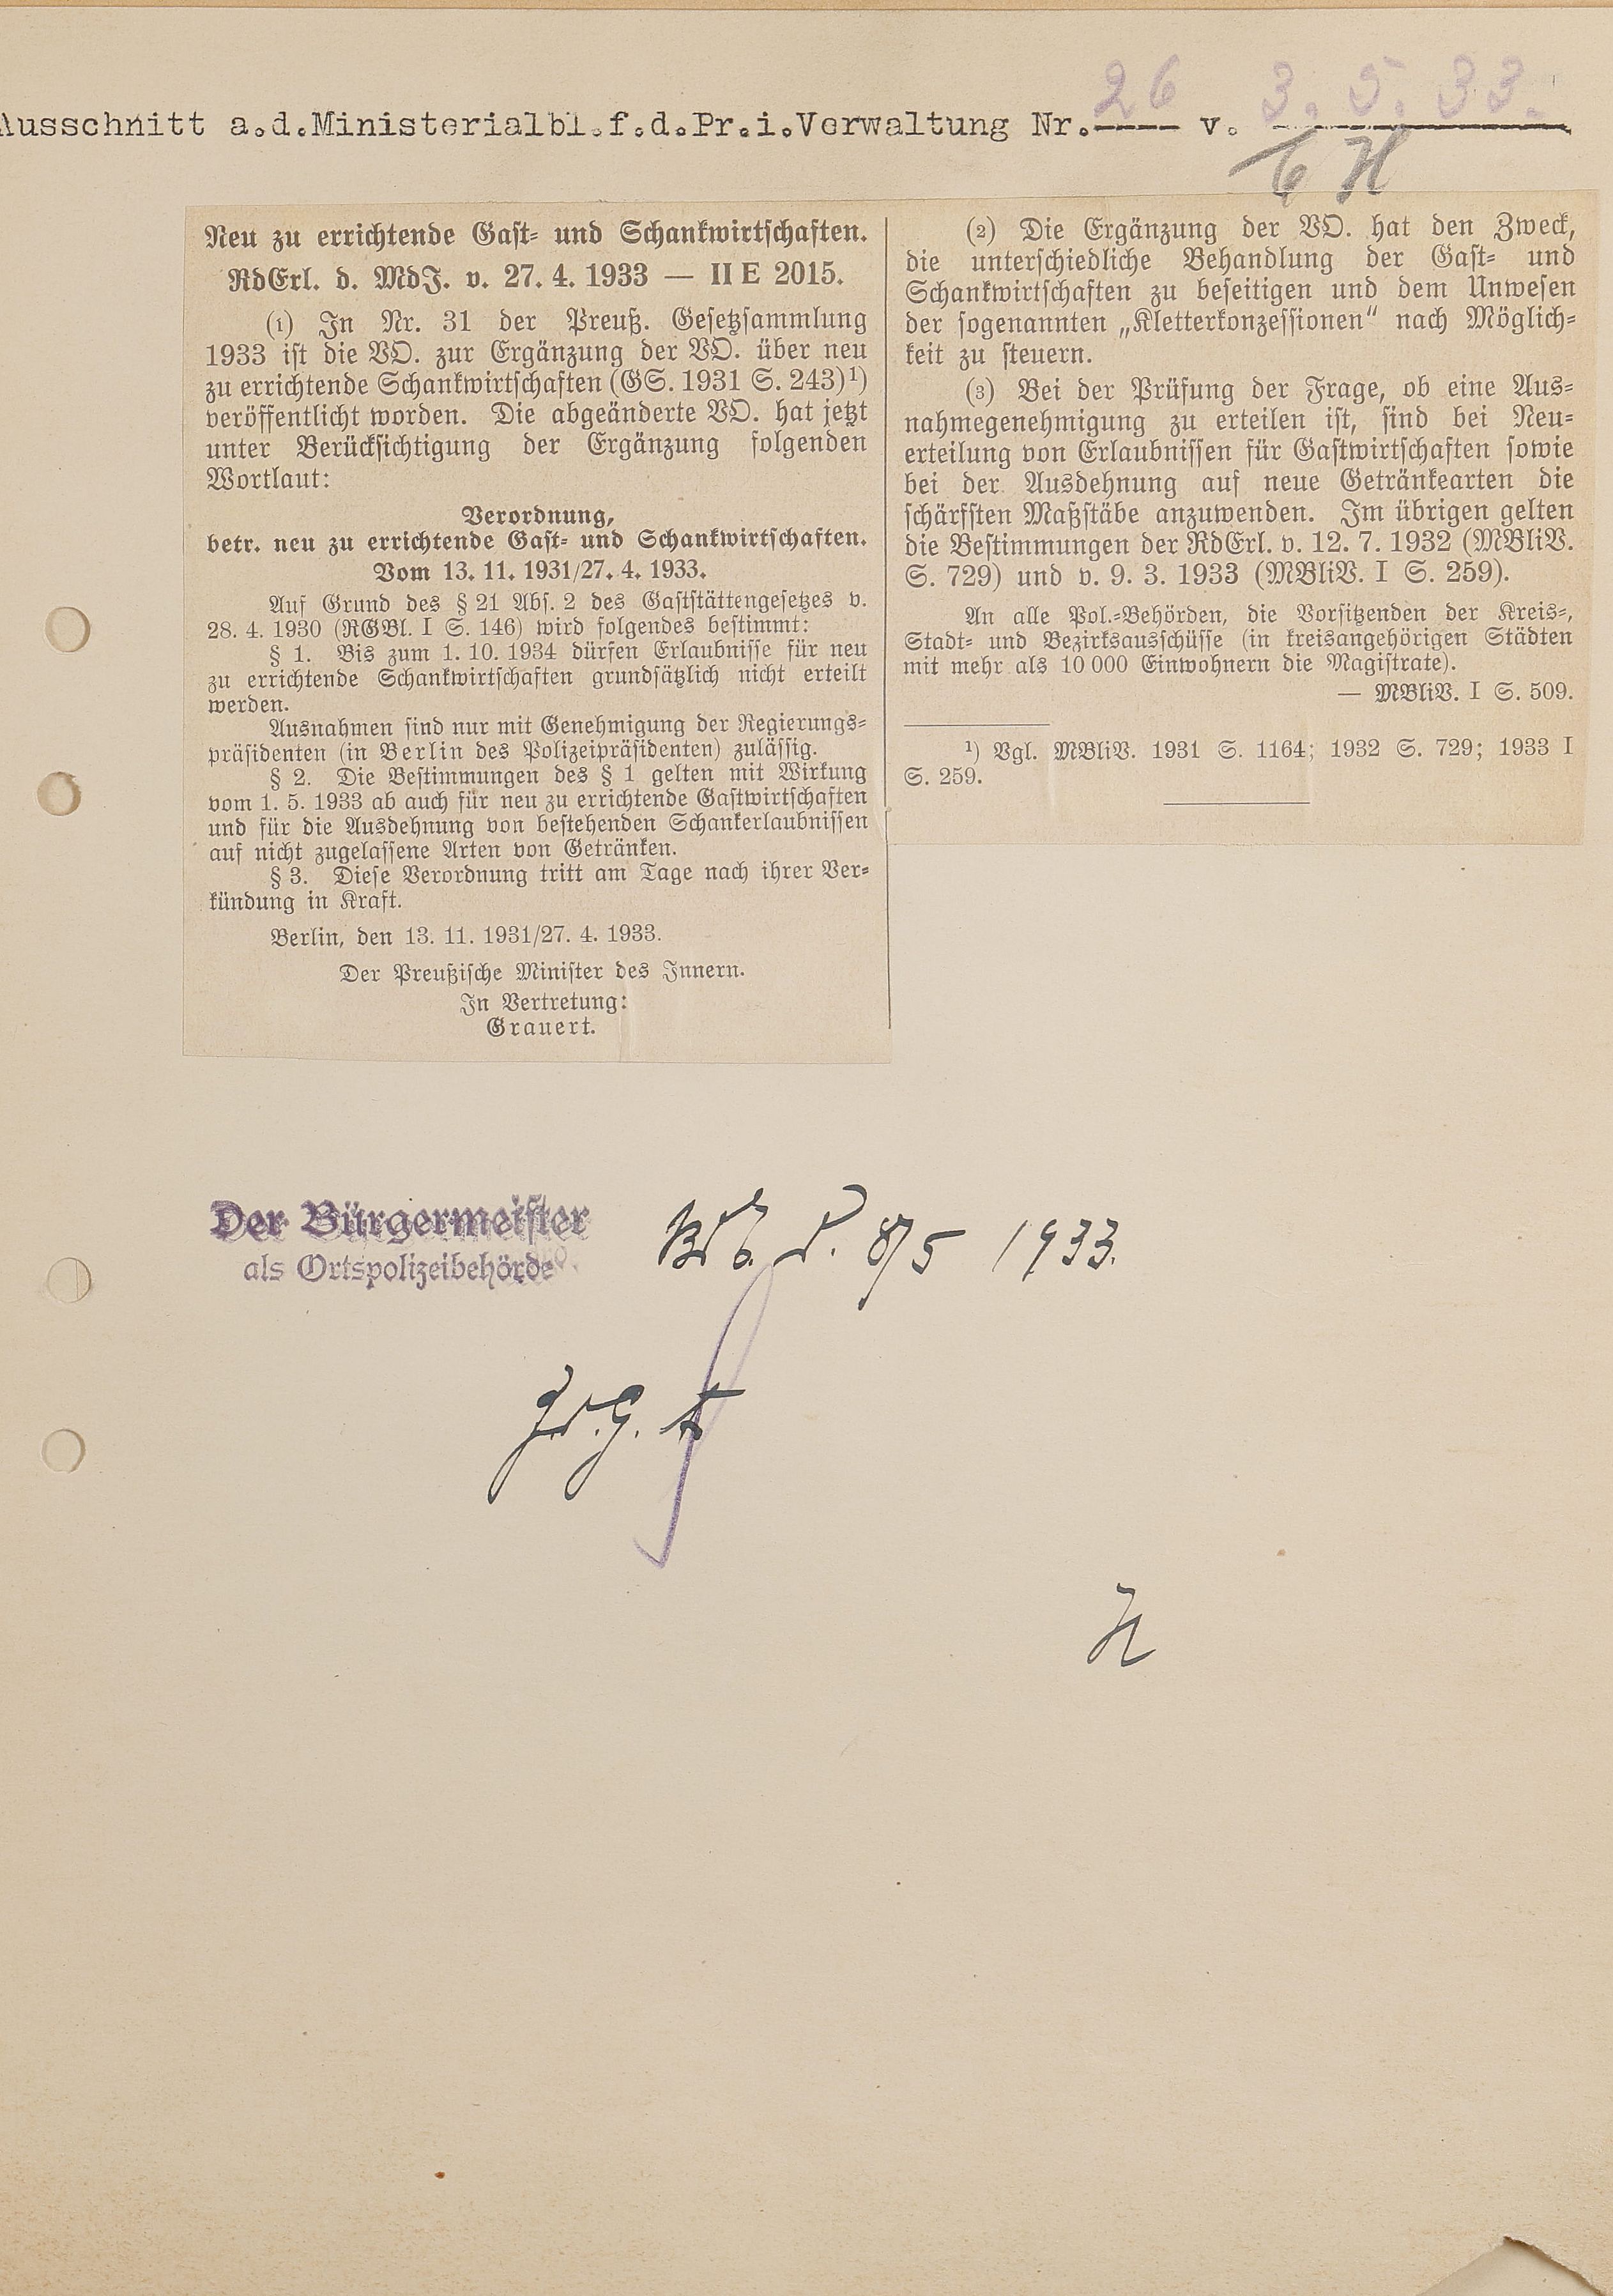 Ausschnitt a.d.Ministerialbl.f.d.Pr.i.Verwaltung Nr. 26 v. 3.5.33.
Neu zu errichtende Gast- und Schankwirtschaften.
RdErl. d. MdJ. v. 27. 4. 1933 — II E 2015.
(1) In Nr. 31 der Preuß. Gesetzsammlung
1933 ist die VO. zur Ergänzung der VO. über neu
zu errichtende Schankwirtschaften (GS. 1931 S. 243)¹)
veröffentlicht worden. Die abgeänderte VO. hat jetzt
unter Berücksichtigung der Ergänzung folgenden
Wortlaut:
Verordnung,
betr. neu zu errichtende Gast- und Schankwirtschaften.
Vom 13. 11. 1931/27. 4. 1933.
Auf Grund des § 21 Abs. 2 des Gaststättengesetzes v.
28. 4. 1930 (RGBl. I S. 146) wird folgendes bestimmt:
§ 1. Bis zum 1. 10. 1934 dürfen Erlaubnisse für neu
zu errichtende Schankwirtschaften grundsätzlich nicht erteilt
werden.
Ausnahmen sind nur mit Genehmigung der Regierungs-
präsidenten (in Berlin des Polizeipräsidenten) zulässig.
§ 2. Die Bestimmungen des § 1 gelten mit Wirkung
vom 1. 5. 1933 ab auch für neu zu errichtende Gastwirtschaften
und für die Ausdehnung von bestehenden Schankerlaubnissen
auf nicht zugelassene Arten von Getränken.
§ 3. Diese Verordnung tritt am Tage nach ihrer Ver-
kündung in Kraft.
Berlin, den 13. 11. 1931/27. 4. 1933.
Der Preußische Minister des Innern.
In Vertretung:
Grauert.
(2) Die Ergänzung der VO. hat den Zweck,
die unterschiedliche Behandlung der Gast- und
Schankwirtschaften zu beseitigen und dem Unwesen
der sogenannten „Kletterkonzessionen“ nach Möglich-
keit zu steuern.
(3) Bei der Prüfung der Frage, ob eine Aus-
nahmegenehmigung zu erteilen ist, sind bei Neu-
erteilung von Erlaubnissen für Gastwirtschaften sowie
bei der Ausdehnung auf neue Getränkearten die
schärfsten Maßstäbe anzuwenden. Im übrigen gelten
die Bestimmungen der RdErl. v. 12. 7. 1932 (MBliV.
S. 729) und v. 9. 3. 1933 (MBliV. I S. 259).
An alle Pol.-Behörden, die Vorsitzenden der Kreis-,
Stadt- und Bezirksausschüsse (in kreisangehörigen Städten
mit mehr als 10 000 Einwohnern die Magistrate).
— MBliV. I S. 509.
¹) Vgl. MBliV. 1931 S. 1164; 1932 S. 729; 1933 I
S. 259.
Der Bürgermeister
als Ortspolizeibehörde
8/5 1933.